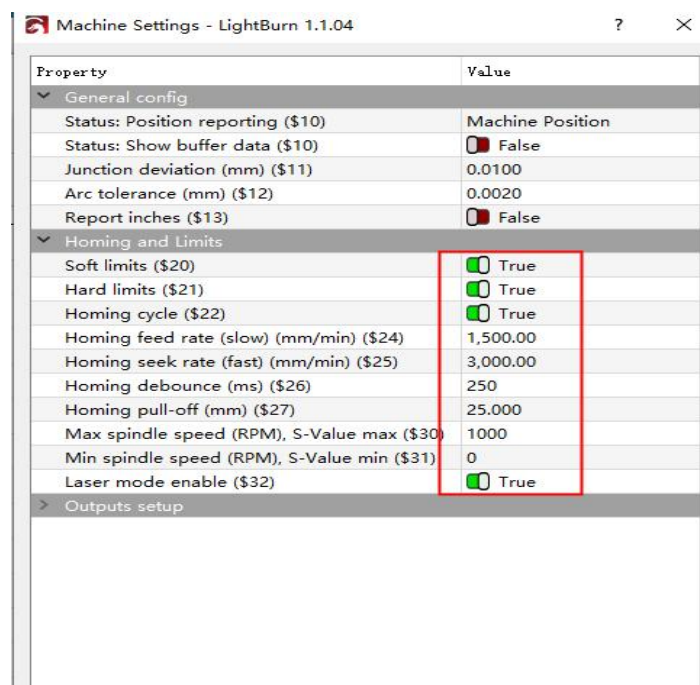 Machine Settings - LightBurn 1.1.04 ? ×
Property Value
General config
Status: Position reporting ($10) Machine Position
Status: Show buffer data ($10) False
Junction deviation (mm) ($11) 0.0100
Arc tolerance (mm) ($12) 0.0020
Report inches ($13) False
Homing and Limits
Soft limits ($20) True
Hard limits ($21) True
Homing cycle ($22) True
Homing feed rate (slow) (mm/min) ($24) 1,500.00
Homing seek rate (fast) (mm/min) ($25) 3,000.00
Homing debounce (ms) ($26) 250
Homing pull-off (mm) ($27) 25.000
Max spindle speed (RPM), S-Value max ($30) 1000
Min spindle speed (RPM), S-Value min ($31) 0
Laser mode enable ($32) True
Outputs setup